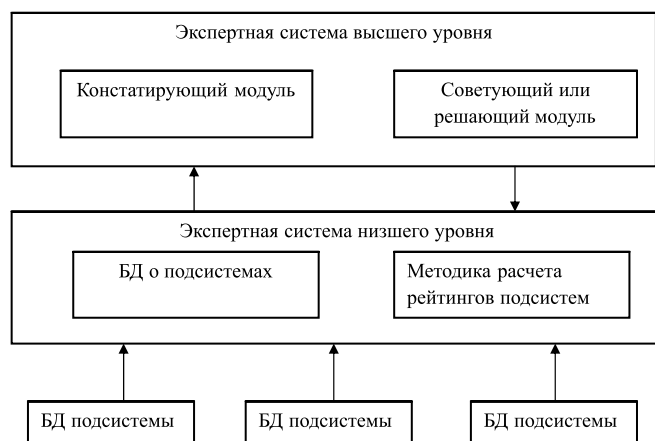 Экспертная система высшего уровня
Констатирующий модуль
Советующий или
решающий модуль
Экспертная система низшего уровня
БД о подсистемах
Методика расчета
рейтингов подсистем
БД подсистемы
БД подсистемы
БД подсистемы